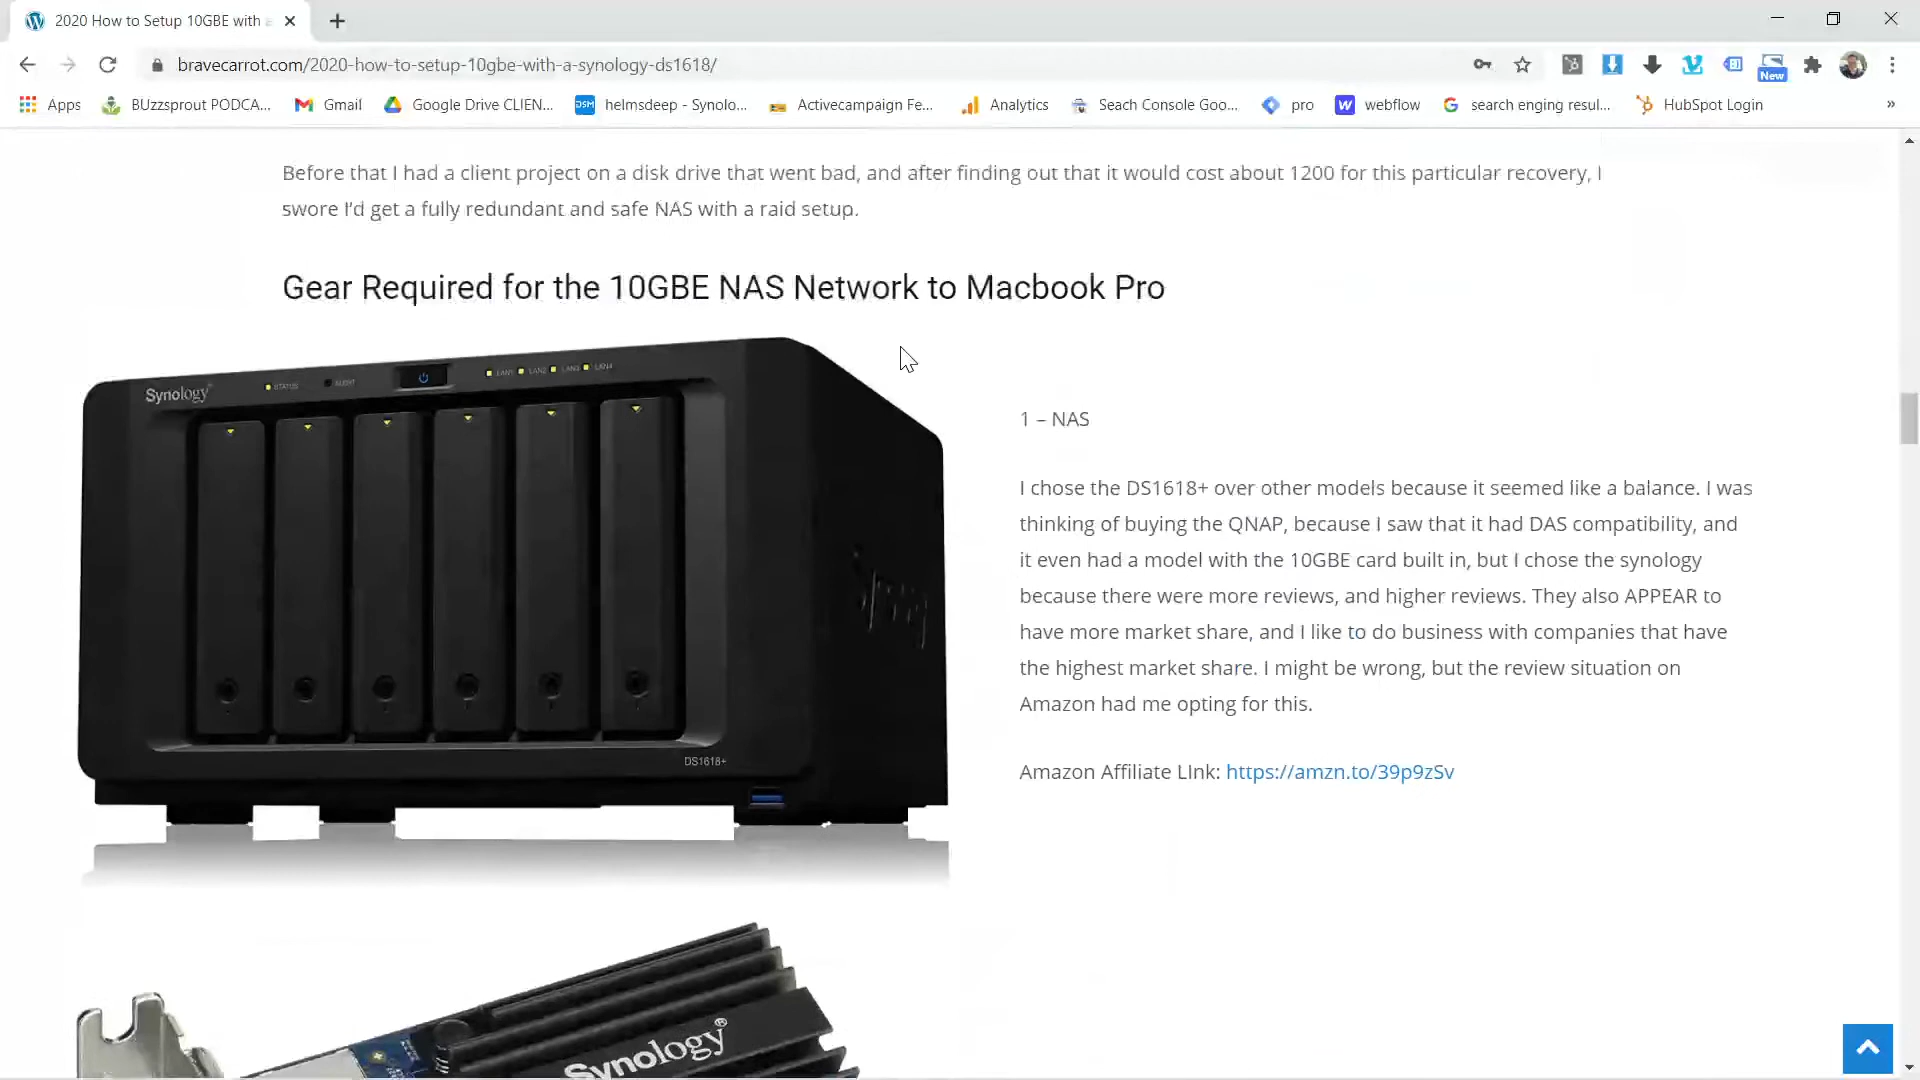 2020 How to Setup 10GBE with a
bravecarrot.com/2020-how-to-setup-10gbe-with-a-synology-ds1618/
New
Apps
BUzzsprout PODCA...
Gmail
Google Drive CLIEN...
DSM
helmsdeep - Synolo...
Activecampaign Fe...
Analytics
Seach Console Goo...
pro
webflow
search enging resul...
HubSpot Login
»
Before that I had a client project on a disk drive that went bad, and after finding out that it would cost about 1200 for this particular recovery, I
swore I'd get a fully redundant and safe NAS with a raid setup.
Gear Required for the 10GBE NAS Network to Macbook Pro
Synology
STATUS
LAN1
LAN2
LAN3
LAN4
DS1618+
1 – NAS
I chose the DS1618+ over other models because it seemed like a balance. I was
thinking of buying the QNAP, because I saw that it had DAS compatibility, and
it even had a model with the 10GBE card built in, but I chose the synology
because there were more reviews, and higher reviews. They also APPEAR to
have more market share, and I like to do business with companies that have
the highest market share. I might be wrong, but the review situation on
Amazon had me opting for this.
Amazon Affiliate LInk: https://amzn.to/39p9zSv
Synology®